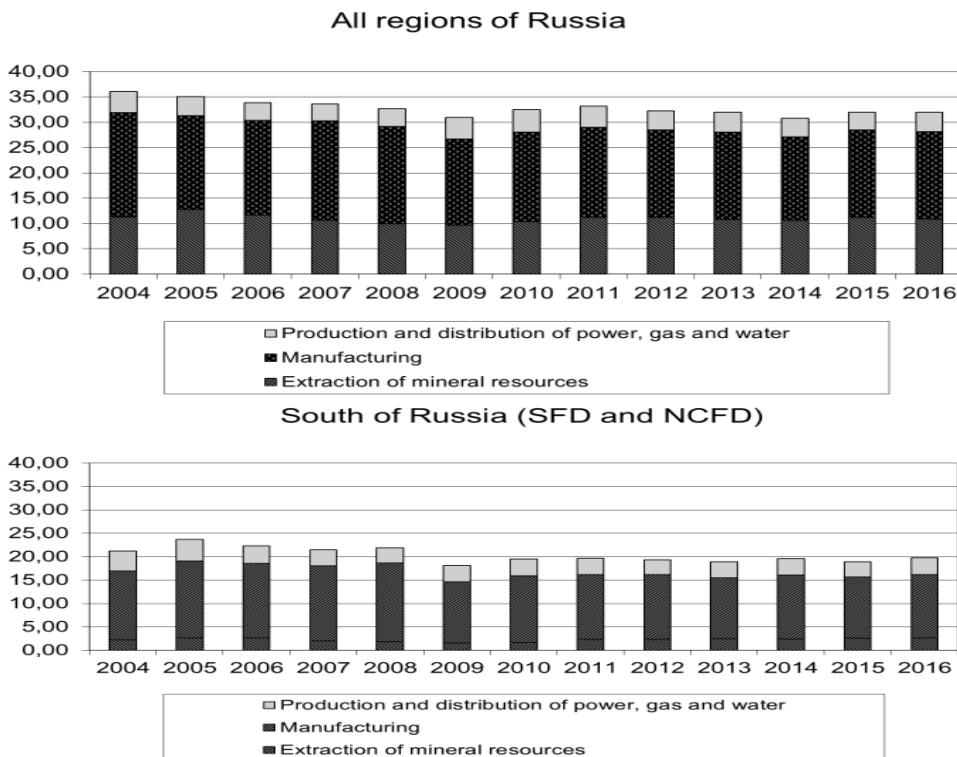 All regions of Russia
40,00
35,00
30,00
25,00
20,00
15,00
10,00
5,00
0,00
2004 2005 2006 2007 2008 2009 2010 2011 2012 2013 2014 2015 2016
Production and distribution of power, gas and water
Manufacturing
Extraction of mineral resources
South of Russia (SFD and NCFD)
40,00
35,00
30,00
25,00
20,00
15,00
10,00
5,00
0,00
2004 2005 2006 2007 2008 2009 2010 2011 2012 2013 2014 2015 2016
Production and distribution of power, gas and water
Manufacturing
Extraction of mineral resources